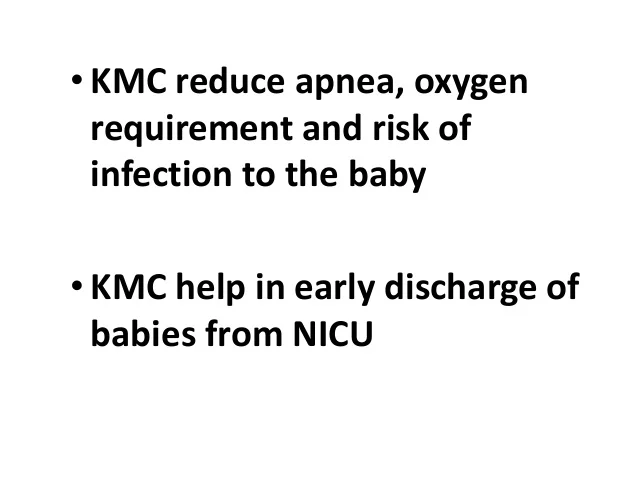 • KMC reduce apnea, oxygen
requirement and risk of
infection to the baby
• KMC help in early discharge of
babies from NICU